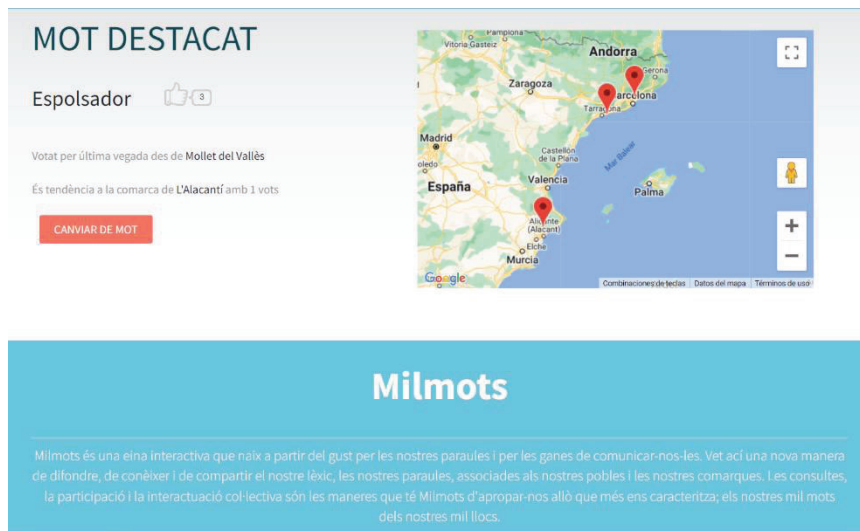 MOT DESTACAT
Espolsador
3
Votat per última vegada des de Mollet del Vallès
És tendència a la comarca de L'Alacantí amb 1 vots
CANVIAR DE MOT
Pamplona
Vitoria-Gasteiz
Andorra
Gerona
Zaragoza
Barcelona
Tarragona
Madrid
Castellón
de la Plana
Mar Balear
España
Valencia
Palma
Alicante
(Alacant)
Elche
Murcia
Google
Combinaciones de teclas
Datos del mapa
Términos de uso
Milmots
Milmots és una eina interactiva que naix a partir del gust per les nostres paraules i per les ganes de comunicar-nos-les. Vet ací una nova manera
de difondre, de conèixer i de compartir el nostre lèxic, les nostres paraules, associades als nostres pobles i les nostres comarques. Les consultes,
la participació i la interactuació col·lectiva són les maneres que té Milmots d'apropar-nos allò que més ens caracteritza; els nostres mil mots
dels nostres mil llocs.